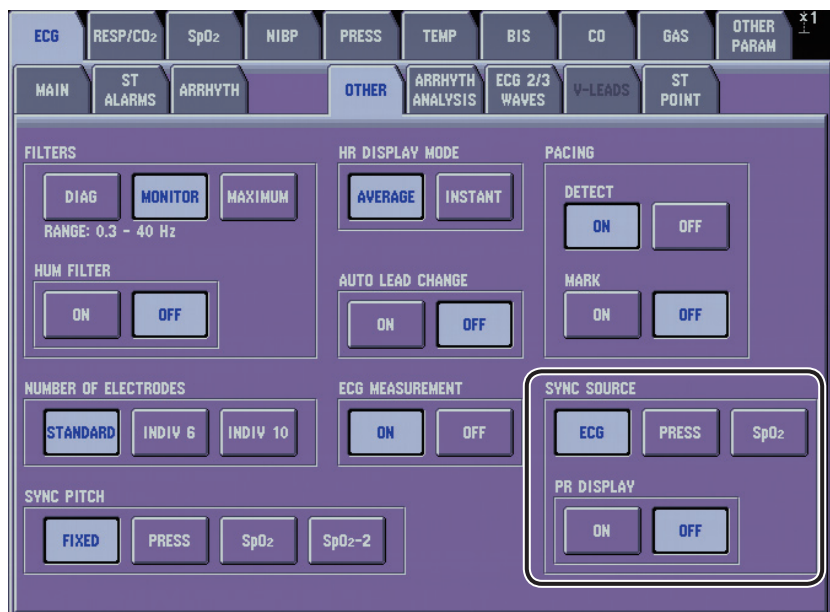 ECG RESP/CO2 SpO2 NIBP PRESS TEMP BIS CO GAS OTHER PARAM x1
MAIN ST ALARMS ARRHYTH OTHER ARRHYTH ANALYSIS ECG 2/3 WAVES V-LEADS ST POINT
FILTERS
DIAG MONITOR MAXIMUM
RANGE: 0.3 - 40 Hz
HUM FILTER
ON OFF
HR DISPLAY MODE
AVERAGE INSTANT
AUTO LEAD CHANGE
ON OFF
PACING
DETECT
ON OFF
MARK
ON OFF
NUMBER OF ELECTRODES
STANDARD INDIV 6 INDIV 10
ECG MEASUREMENT
ON OFF
SYNC SOURCE
ECG PRESS SpO2
PR DISPLAY
ON OFF
SYNC PITCH
FIXED PRESS SpO2 SpO2-2